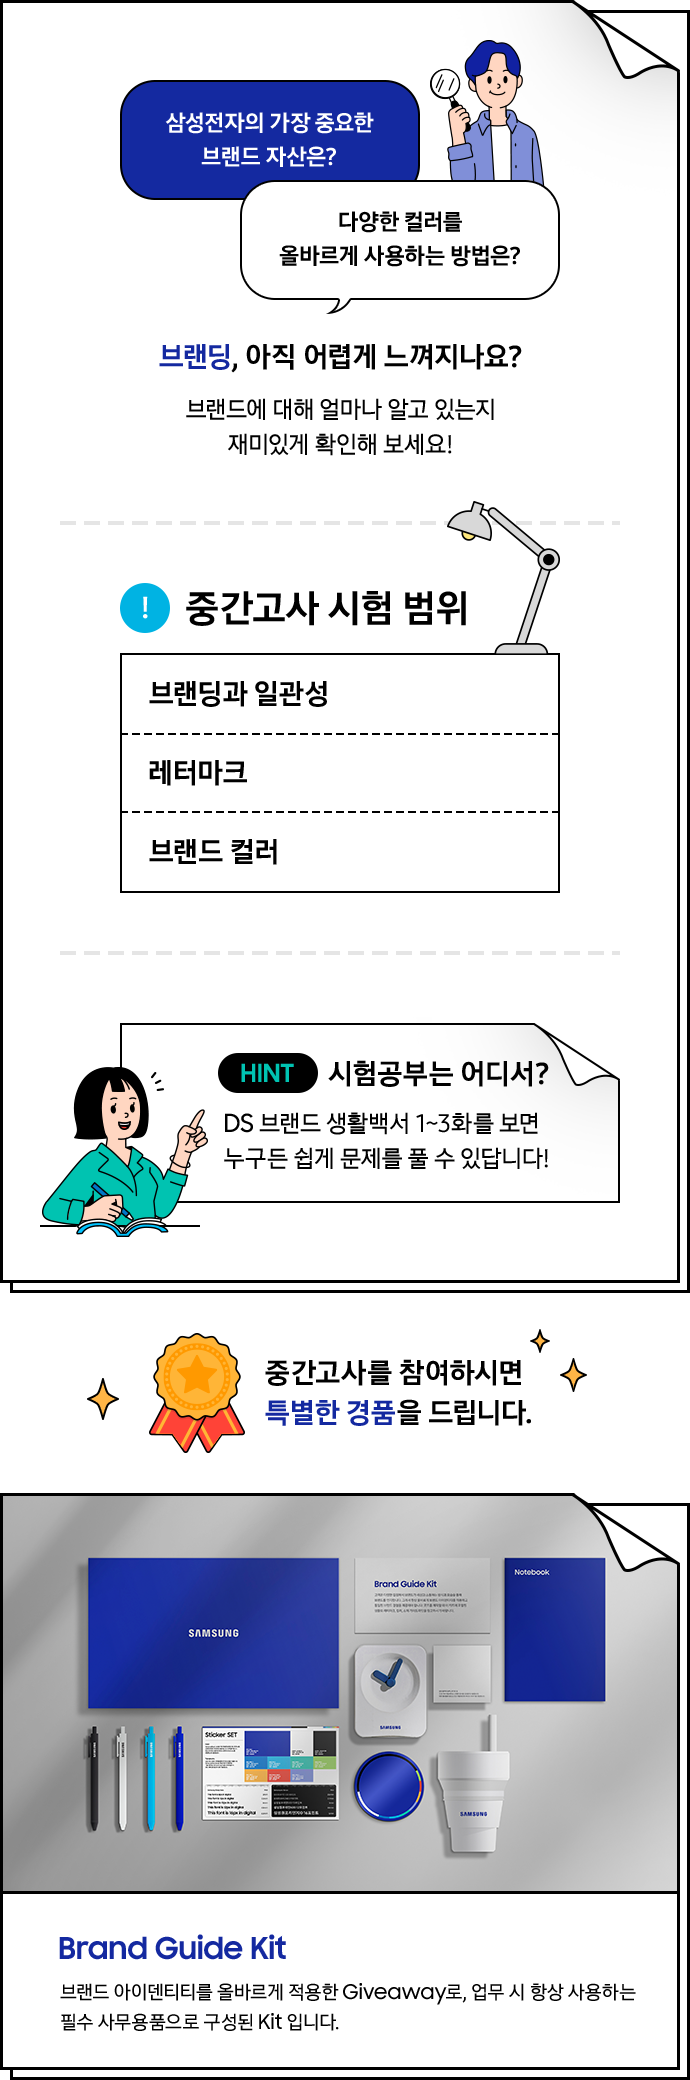 삼성전자의 가장 중요한
브랜드 자산은?
다양한 컬러를
올바르게 사용하는 방법은?
브랜딩, 아직 어렵게 느껴지나요?
브랜드에 대해 얼마나 알고 있는지
재미있게 확인해 보세요!
! 중간고사 시험 범위
브랜딩과 일관성
레터마크
브랜드 컬러
HINT 시험공부는 어디서?
DS 브랜드 생활백서 1~3화를 보면
누구든 쉽게 문제를 풀 수 있답니다!
중간고사를 참여하시면
특별한 경품을 드립니다.
SAMSUNG
Brand Guide Kit
Notebook
SAMSUNG
Sticker SET
This font is tape in digital
SAMSUNG
Brand Guide Kit
브랜드 아이덴티티를 올바르게 적용한 Giveaway로, 업무 시 항상 사용하는
필수 사무용품으로 구성된 Kit 입니다.